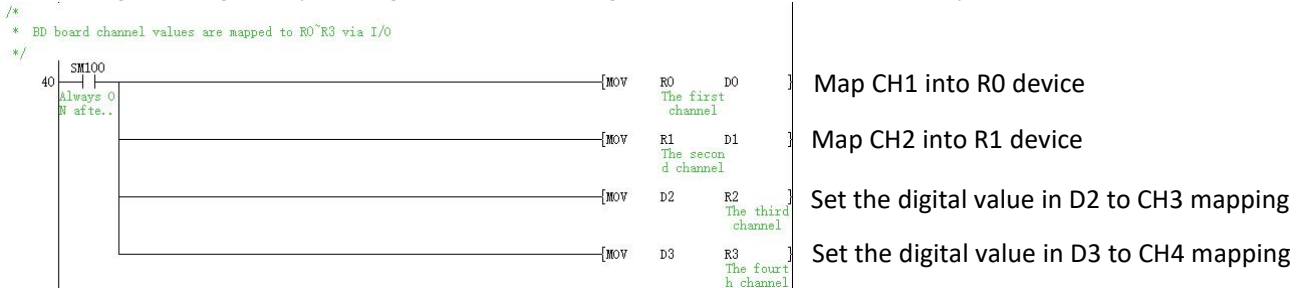 /*
* BD board channel values are mapped to R0~R3 via I/O
*/
SM100
40
Always O
N afte..
[MOV R0 D0 ]
The first
channel
Map CH1 into R0 device
[MOV R1 D1 ]
The secon
d channel
Map CH2 into R1 device
[MOV D2 R2 ]
The third
channel
Set the digital value in D2 to CH3 mapping
[MOV D3 R3 ]
The fourt
h channel
Set the digital value in D3 to CH4 mapping